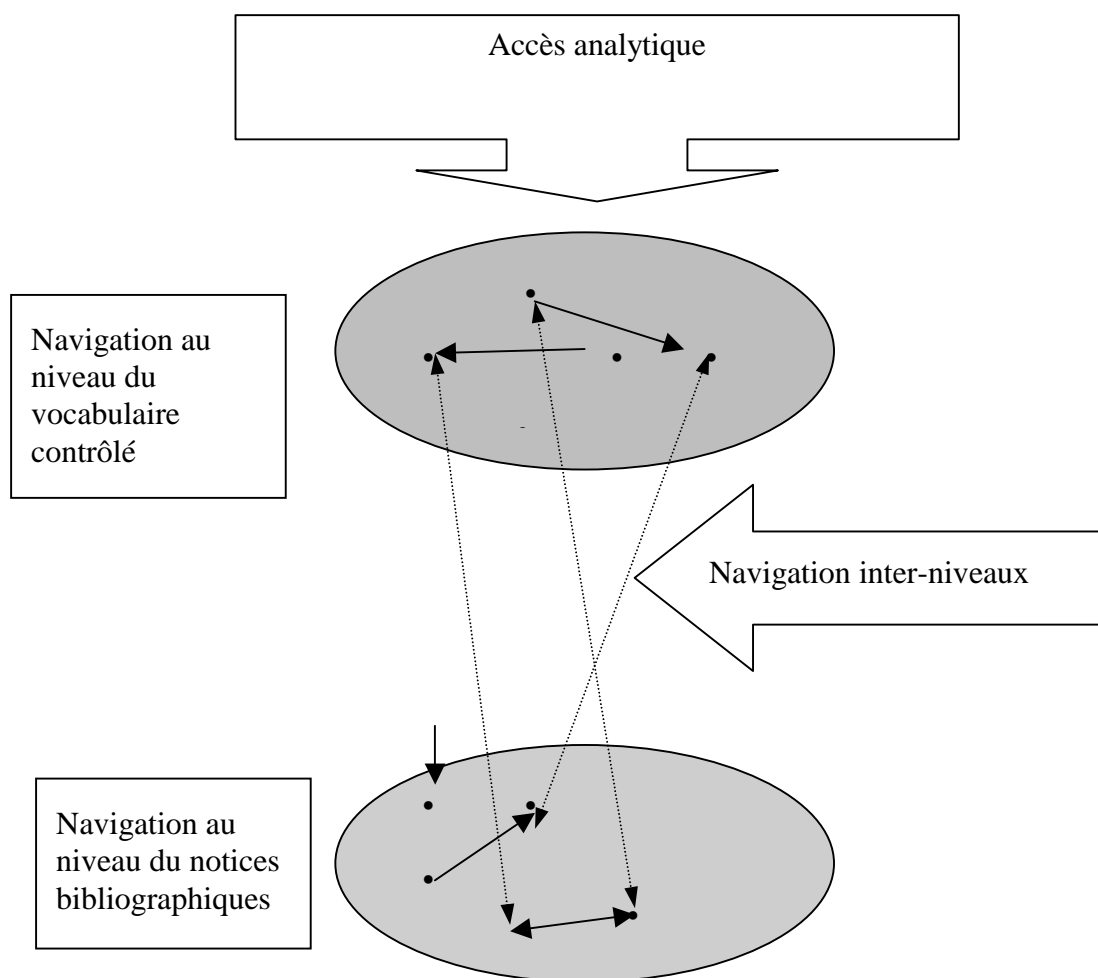 Accès analytique
Navigation au
niveau du
vocabulaire
contrôlé
Navigation inter-niveaux
Navigation au
niveau du notices
bibliographiques